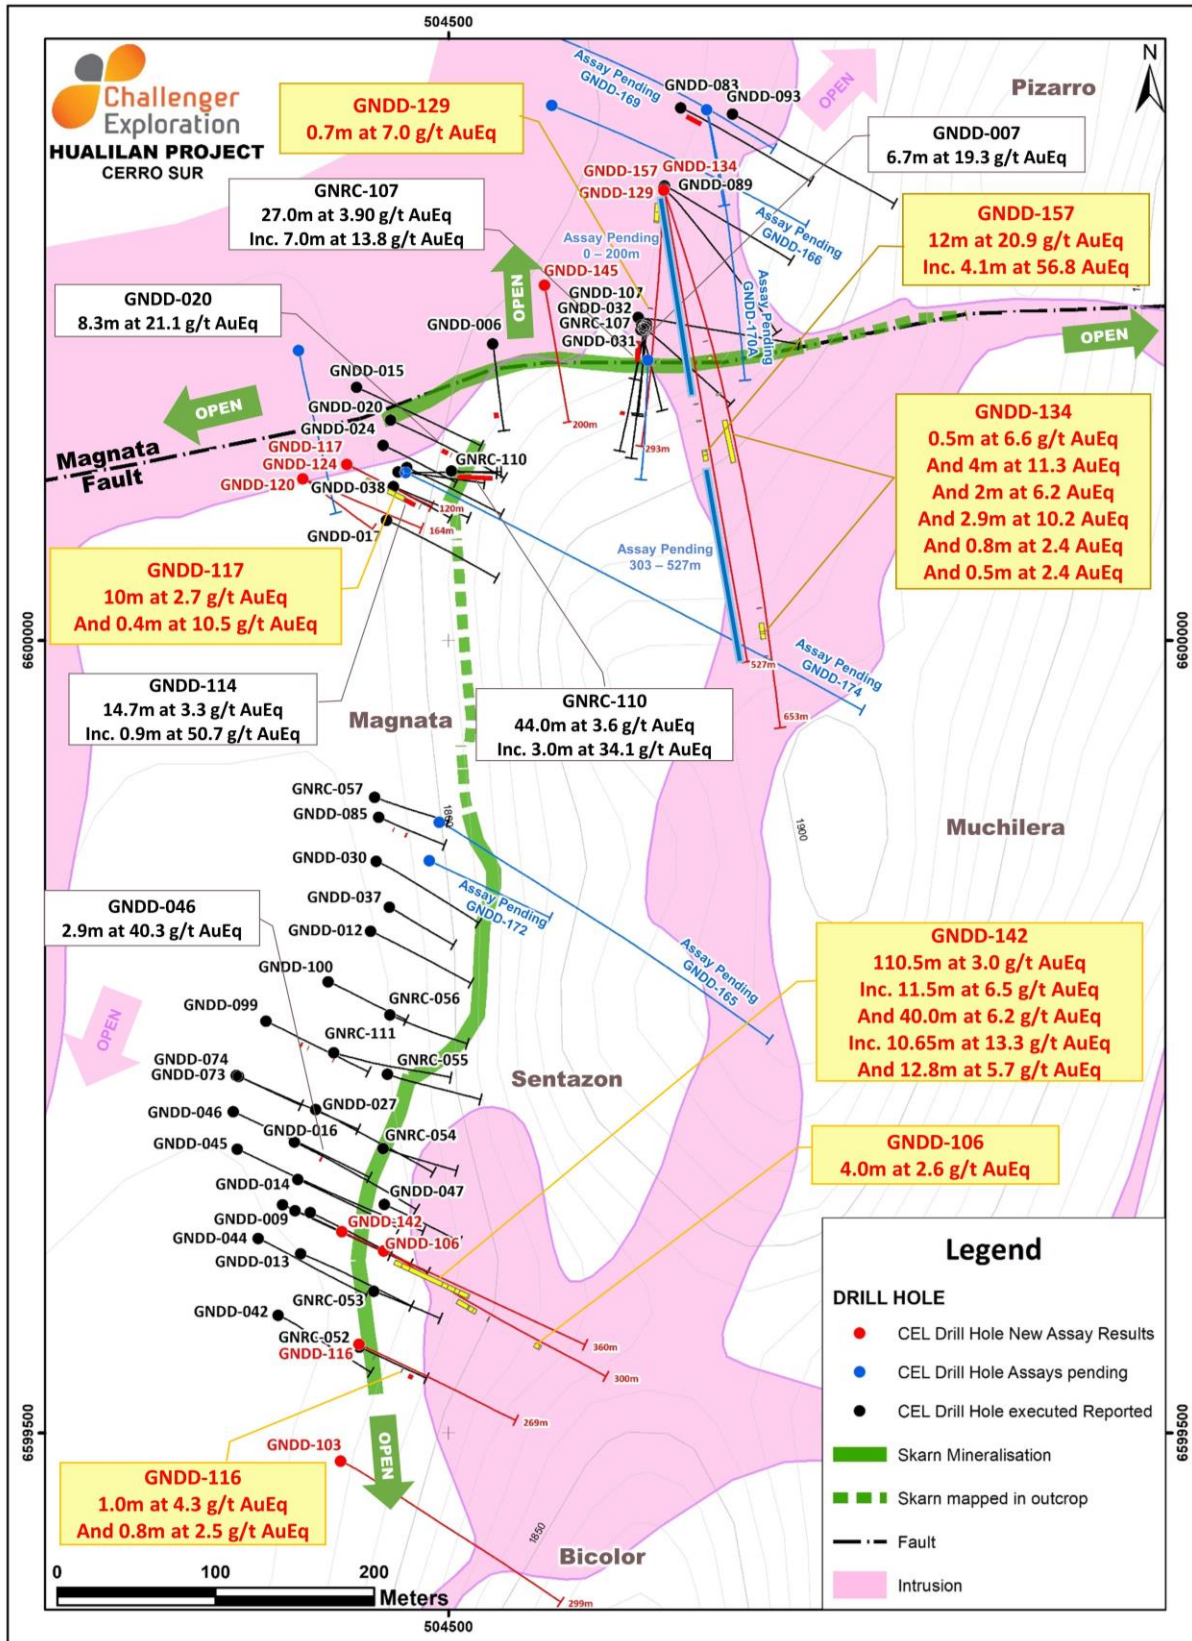 504500
N
Challenger
Exploration
HUALILAN PROJECT
CERRO SUR
GNDD-129
0.7m at 7.0 g/t AuEq
Assay Pending
GNDD-169
GNDD-083
GNDD-093
OPEN
Pizarro
GNDD-007
6.7m at 19.3 g/t AuEq
GNRC-107
27.0m at 3.90 g/t AuEq
Inc. 7.0m at 13.8 g/t AuEq
GNDD-157
GNDD-134
GNDD-129
GNDD-089
GNDD-157
12m at 20.9 g/t AuEq
Inc. 4.1m at 56.8 AuEq
Assay Pending
0 – 200m
Assay Pending
GNDD-166
GNDD-145
OPEN
GNDD-020
8.3m at 21.1 g/t AuEq
GNDD-006
GNDD-107
GNDD-032
GNRC-107
GNDD-031
Assay Pending
GNDD-170A
OPEN
GNDD-015
OPEN
GNDD-020
GNDD-024
GNDD-117
GNDD-124
GNDD-120
Magnata
Fault
GNRC-110
GNDD-038
GNDD-017
120m
164m
200m
293m
GNDD-134
0.5m at 6.6 g/t AuEq
And 4m at 11.3 AuEq
And 2m at 6.2 AuEq
And 2.9m at 10.2 AuEq
And 0.8m at 2.4 AuEq
And 0.5m at 2.4 AuEq
Assay Pending
303 – 527m
GNDD-117
10m at 2.7 g/t AuEq
And 0.4m at 10.5 g/t AuEq
6600000
6600000
527m
Assay Pending
GNDD-174
653m
GNDD-114
14.7m at 3.3 g/t AuEq
Inc. 0.9m at 50.7 g/t AuEq
Magnata
GNRC-110
44.0m at 3.6 g/t AuEq
Inc. 3.0m at 34.1 g/t AuEq
GNRC-057
GNDD-085
1800
1900
Muchilera
GNDD-030
GNDD-037
GNDD-012
Assay Pending
GNDD-172
GNDD-046
2.9m at 40.3 g/t AuEq
Assay Pending
GNDD-165
GNDD-142
110.5m at 3.0 g/t AuEq
Inc. 11.5m at 6.5 g/t AuEq
And 40.0m at 6.2 g/t AuEq
Inc. 10.65m at 13.3 g/t AuEq
And 12.8m at 5.7 g/t AuEq
GNDD-100
GNRC-056
OPEN
GNDD-099
GNRC-111
GNRC-055
Sentazon
GNDD-074
GNDD-073
GNDD-046
GNDD-027
GNDD-016
GNRC-054
GNDD-045
GNDD-014
GNDD-047
GNDD-106
4.0m at 2.6 g/t AuEq
GNDD-009
GNDD-142
GNDD-106
GNDD-044
GNDD-013
GNRC-053
GNDD-042
GNRC-052
GNDD-116
360m
300m
269m
OPEN
6599500
6599500
GNDD-103
GNDD-116
1.0m at 4.3 g/t AuEq
And 0.8m at 2.5 g/t AuEq
1850
Bicolor
299m
0
100
200
Meters
Legend
DRILL HOLE
CEL Drill Hole New Assay Results
CEL Drill Hole Assays pending
CEL Drill Hole executed Reported
Skarn Mineralisation
Skarn mapped in outcrop
Fault
Intrusion
504500